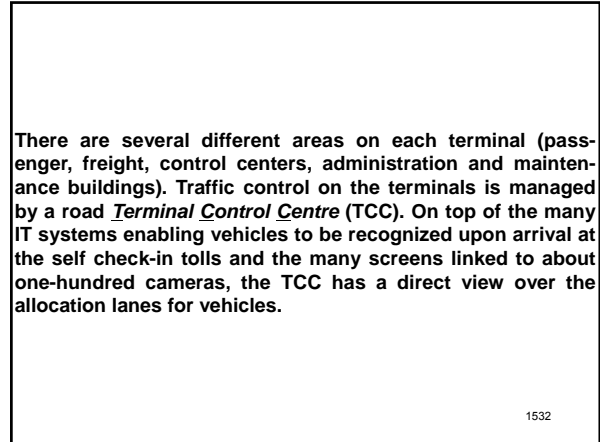 There are several different areas on each terminal (pass-
enger, freight, control centers, administration and mainten-
ance buildings). Traffic control on the terminals is managed
by a road Terminal Control Centre (TCC). On top of the many
IT systems enabling vehicles to be recognized upon arrival at
the self check-in tolls and the many screens linked to about
one-hundred cameras, the TCC has a direct view over the
allocation lanes for vehicles.
1532